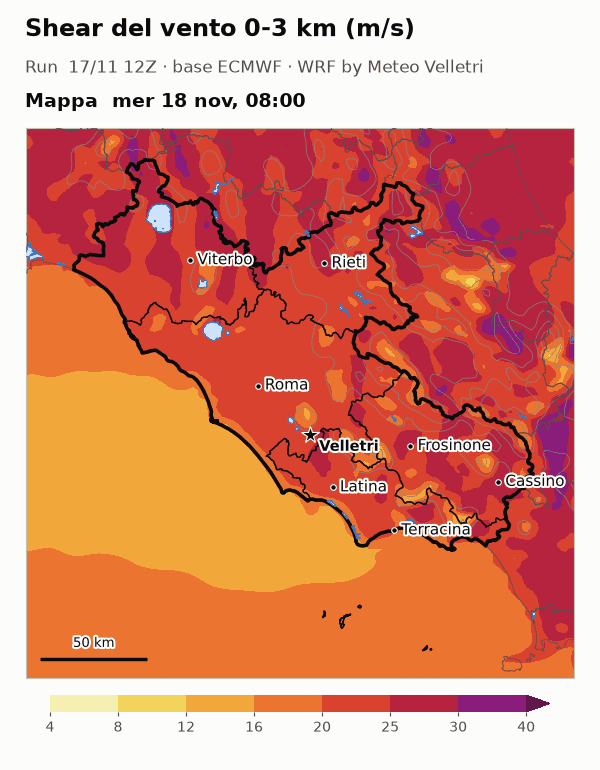 Shear del vento 0-3 km (m/s)
Run 17/11 12Z · base ECMWF · WRF by Meteo Velletri
Mappa mer 18 nov, 08:00
Viterbo
Rieti
Roma
Velletri
Frosinone
Latina
Cassino
Terracina
50 km
4 8 12 16 20 25 30 40